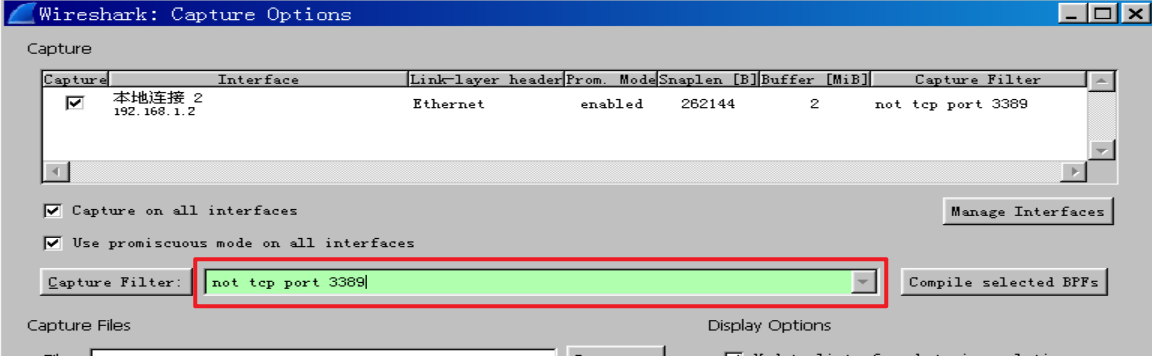 Wireshark: Capture Options
Capture
Capture Interface Link-layer header Prom. Mode Snaplen [B] Buffer [MiB] Capture Filter
本地连接 2
192.168.1.2
Ethernet enabled 262144 2 not tcp port 3389
Capture on all interfaces
Manage Interfaces
Use promiscuous mode on all interfaces
Capture Filter: not tcp port 3389 Compile selected BPFs
Capture Files Display Options